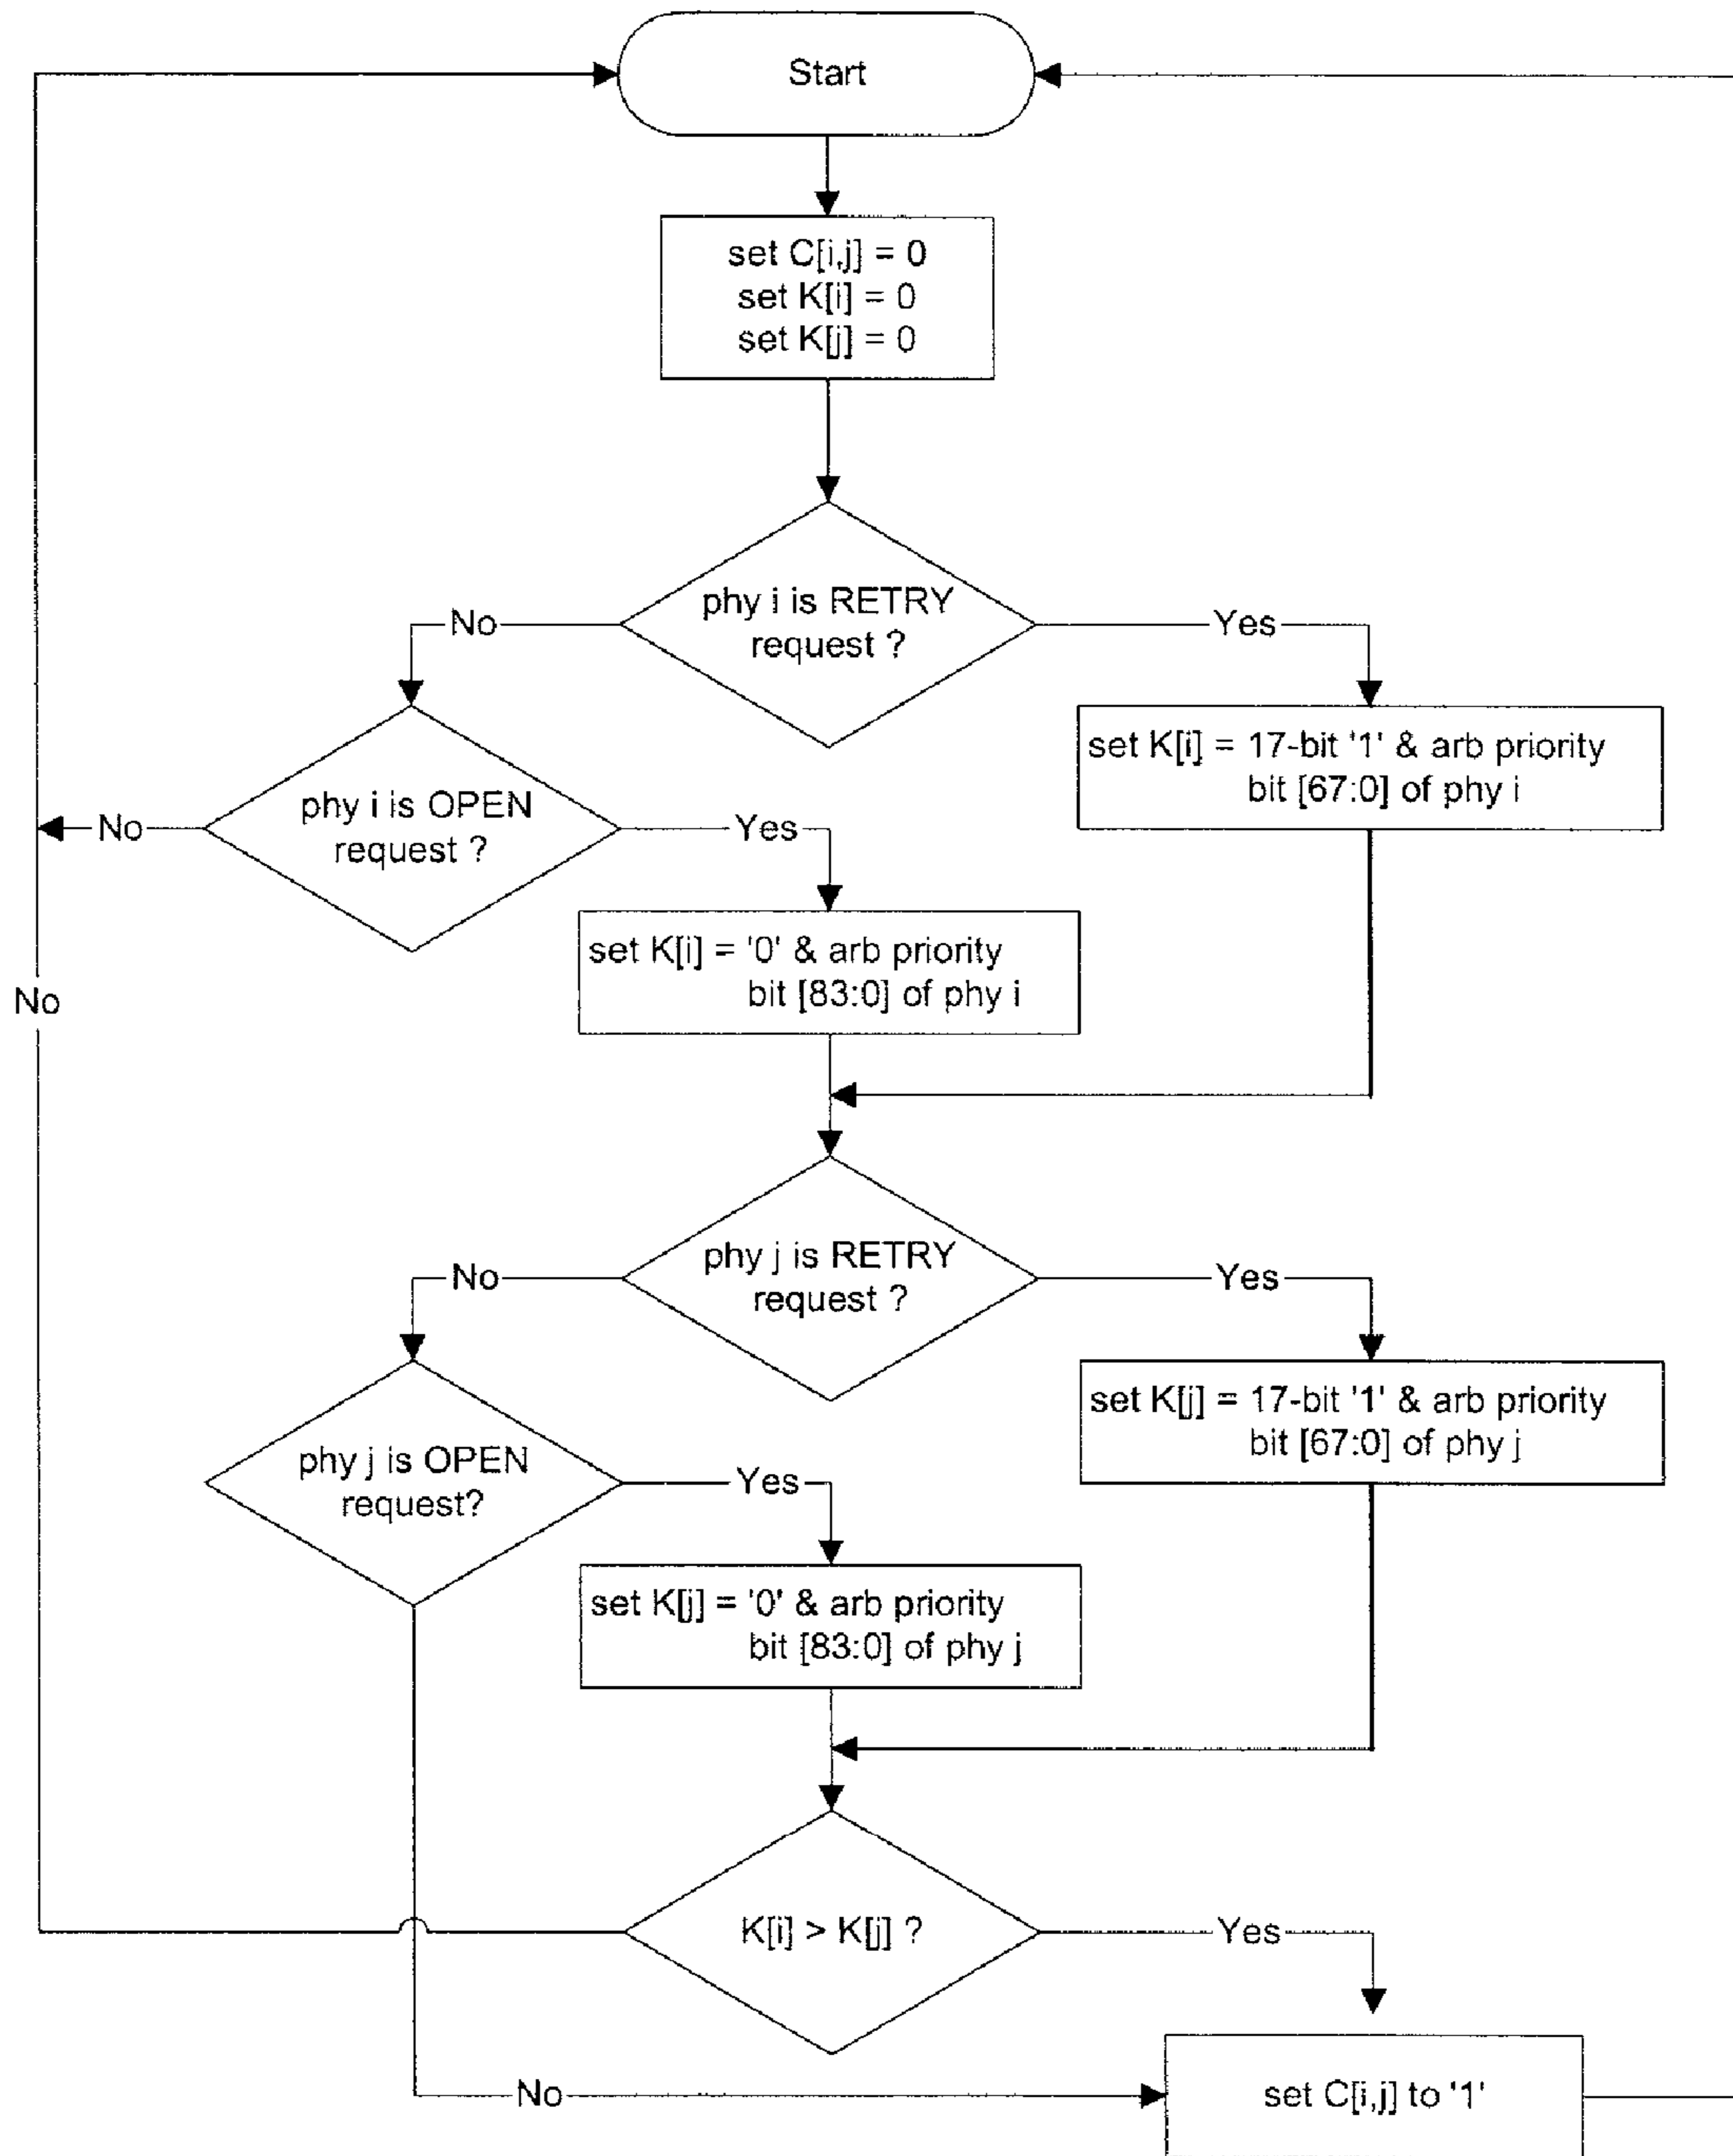 Start
set C[i,j] = 0
set K[i] = 0
set K[j] = 0
phy i is RETRY
request ?
No
Yes
set K[i] = 17-bit '1' & arb priority
bit [67:0] of phy i
phy i is OPEN
request ?
No
Yes
set K[i] = '0' & arb priority
bit [83:0] of phy i
No
phy j is RETRY
request ?
No
Yes
set K[j] = 17-bit '1' & arb priority
bit [67:0] of phy j
phy j is OPEN
request?
Yes
set K[j] = '0' & arb priority
bit [83:0] of phy j
K[i] > K[j] ?
Yes
No
set C[i,j] to '1'